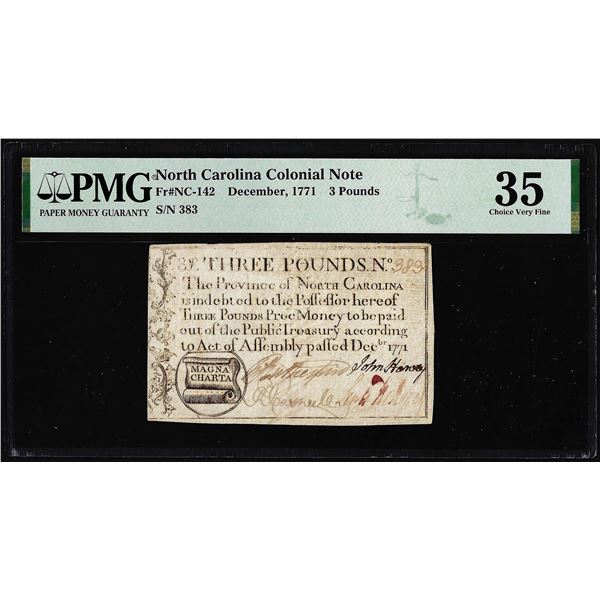 PMG
PAPER MONEY GUARANTY
North Carolina Colonial Note
Fr#NC-142 December, 1771 3 Pounds
S/N 383
35
Choice Very Fine
THREE POUNDS. No. 383
The Province of NORTH CAROLINA
is indebted to the Poſſeſſor hereof
THREE POUNDS Proc Money to be paid
out of the Public Treasury according
to Act of Aſſembly paſſed Decbr 1771
MAGNA
CHARTA
John Harvey